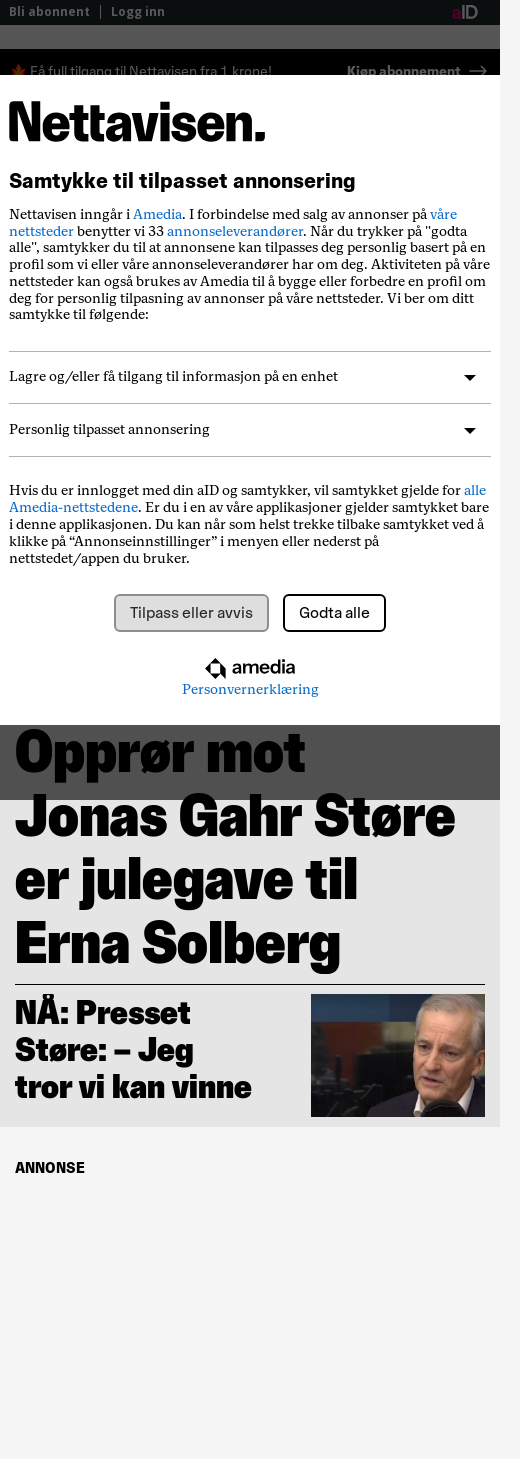 Bli abonnent | Logg inn
aID
Få full tilgang til Nettavisen fra 1 krone!
Kjøp abonnement
Nettavisen.
Samtykke til tilpasset annonsering
Nettavisen inngår i Amedia. I forbindelse med salg av annonser på våre
nettsteder benytter vi 33 annonseleverandører. Når du trykker på "godta
alle", samtykker du til at annonsene kan tilpasses deg personlig basert på en
profil som vi eller våre annonseleverandører har om deg. Aktiviteten på våre
nettsteder kan også brukes av Amedia til å bygge eller forbedre en profil om
deg for personlig tilpasning av annonser på våre nettsteder. Vi ber om ditt
samtykke til følgende:
Lagre og/eller få tilgang til informasjon på en enhet
Personlig tilpasset annonsering
Hvis du er innlogget med din aID og samtykker, vil samtykket gjelde for alle
Amedia-nettstedene. Er du i en av våre applikasjoner gjelder samtykket bare
i denne applikasjonen. Du kan når som helst trekke tilbake samtykket ved å
klikke på “Annonseinnstillinger” i menyen eller nederst på
nettstedet/appen du bruker.
Tilpass eller avvis
Godta alle
amedia
Personvernerklæring
Opprør mot
Jonas Gahr Støre
er julegave til
Erna Solberg
NÅ: Presset
Støre: – Jeg
tror vi kan vinne
ANNONSE